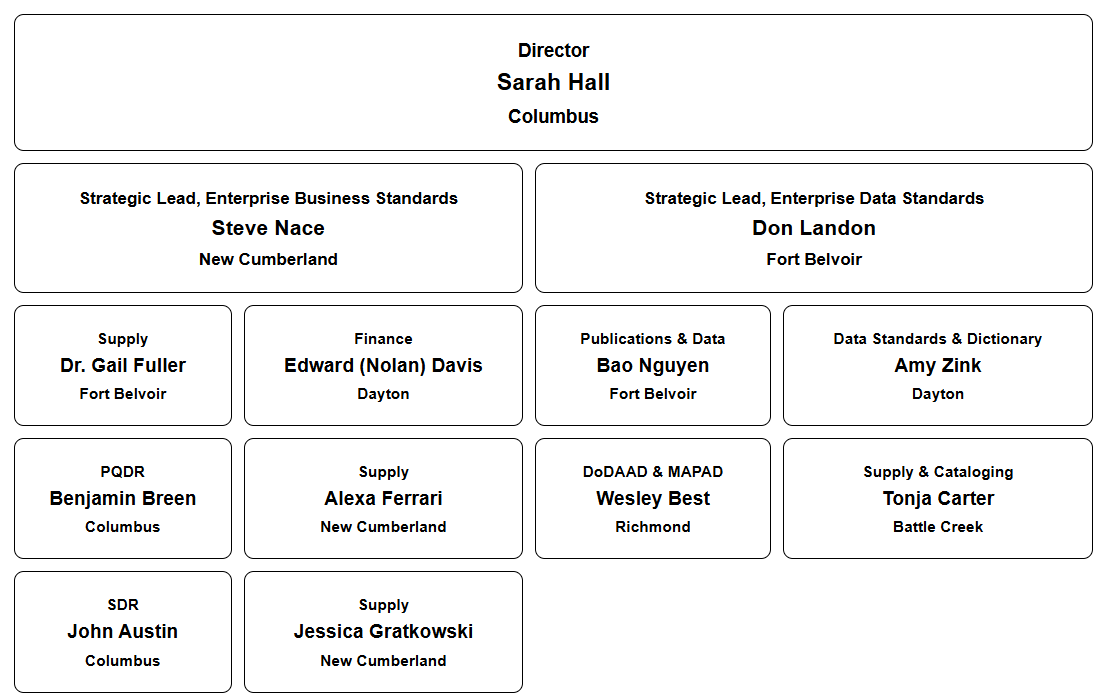 Director
Sarah Hall
Columbus
Strategic Lead, Enterprise Business Standards
Steve Nace
New Cumberland
Strategic Lead, Enterprise Data Standards
Don Landon
Fort Belvoir
Supply
Dr. Gail Fuller
Fort Belvoir
Finance
Edward (Nolan) Davis
Dayton
Publications & Data
Bao Nguyen
Fort Belvoir
Data Standards & Dictionary
Amy Zink
Dayton
PQDR
Benjamin Breen
Columbus
Supply
Alexa Ferrari
New Cumberland
DoDAAD & MAPAD
Wesley Best
Richmond
Supply & Cataloging
Tonja Carter
Battle Creek
SDR
John Austin
Columbus
Supply
Jessica Gratkowski
New Cumberland